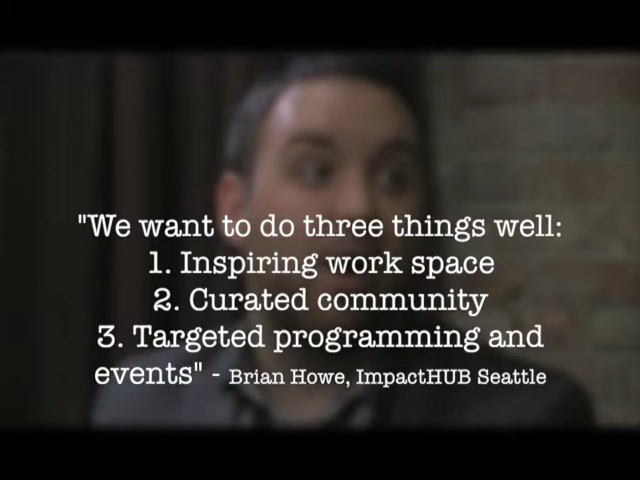 "We want to do three things well:
1. Inspiring work space
2. Curated community
3. Targeted programming and
events" - Brian Howe, ImpactHUB Seattle